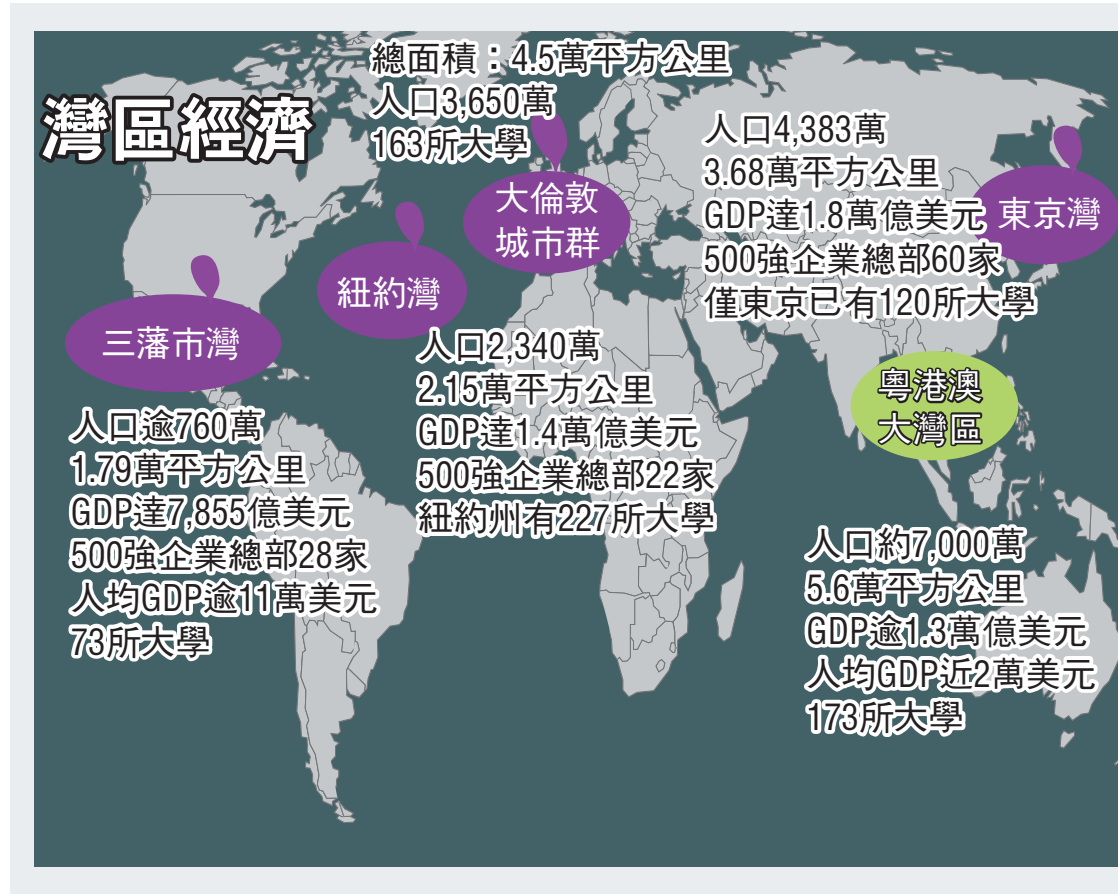 灣區經濟
總面積：4.5萬平方公里
人口3,650萬
163所大學
大倫敦
城市群
人口4,383萬
3.68萬平方公里
GDP達1.8萬億美元
500強企業總部60家
僅東京已有120所大學
東京灣
紐約灣
人口2,340萬
2.15萬平方公里
GDP達1.4萬億美元
500強企業總部22家
紐約州有227所大學
三藩市灣
人口逾760萬
1.79萬平方公里
GDP達7,855億美元
500強企業總部28家
人均GDP逾11萬美元
73所大學
粵港澳
大灣區
人口約7,000萬
5.6萬平方公里
GDP逾1.3萬億美元
人均GDP近2萬美元
173所大學